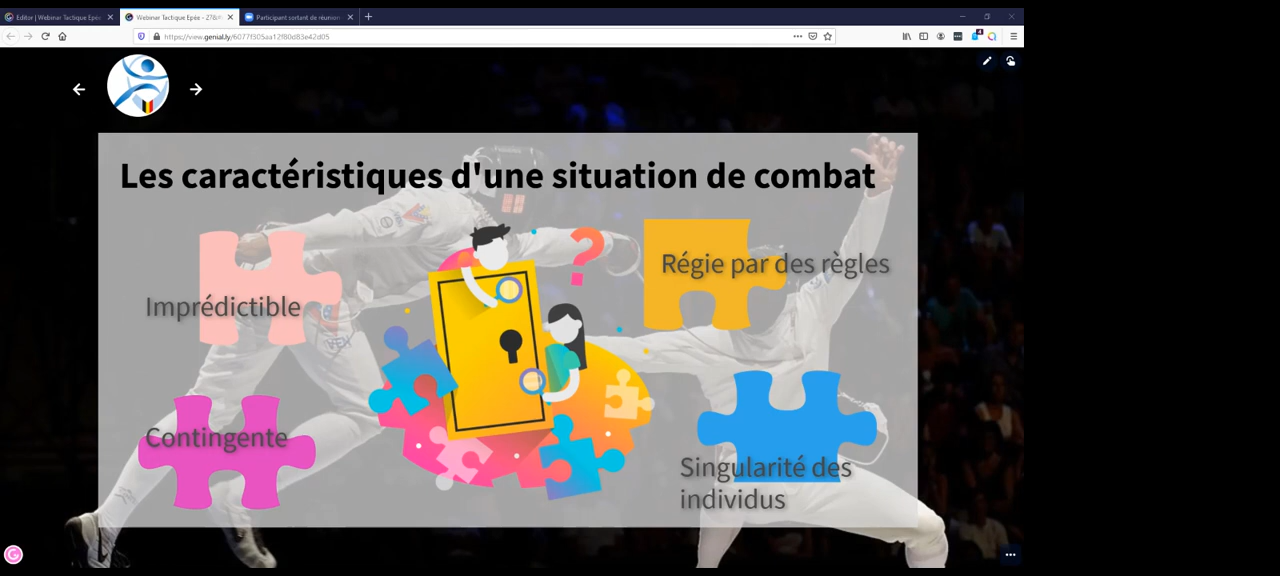 Editor | Webinar Tactique Epée
Webinar Tactique Epée - 27&#
Participant sortant de réunion
https://view.genial.ly/6077f305aa12f80d83e42d05
Les caractéristiques d'une situation de combat
Imprédictible
Régie par des règles
Contingente
Singularité des
individus